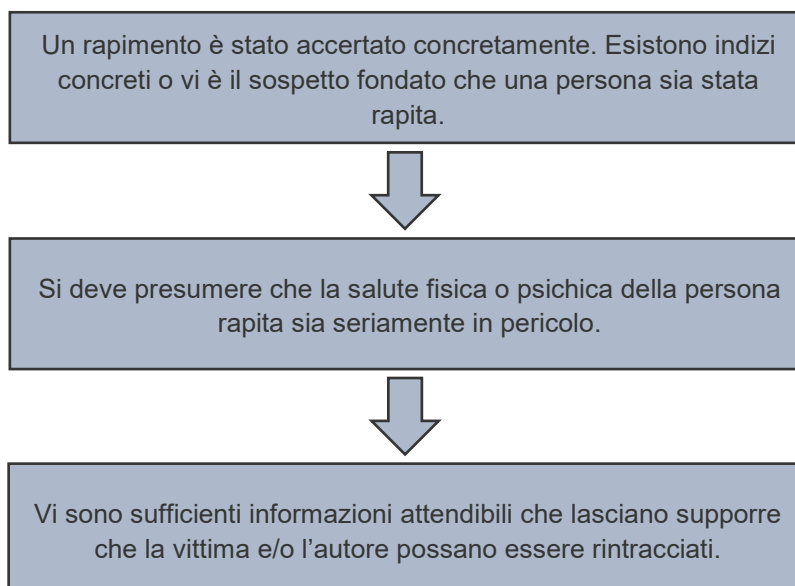 Un rapimento è stato accertato concretamente. Esistono indizi
concreti o vi è il sospetto fondato che una persona sia stata
rapita.
Si deve presumere che la salute fisica o psichica della persona
rapita sia seriamente in pericolo.
Vi sono sufficienti informazioni attendibili che lasciano supporre
che la vittima e/o l’autore possano essere rintracciati.